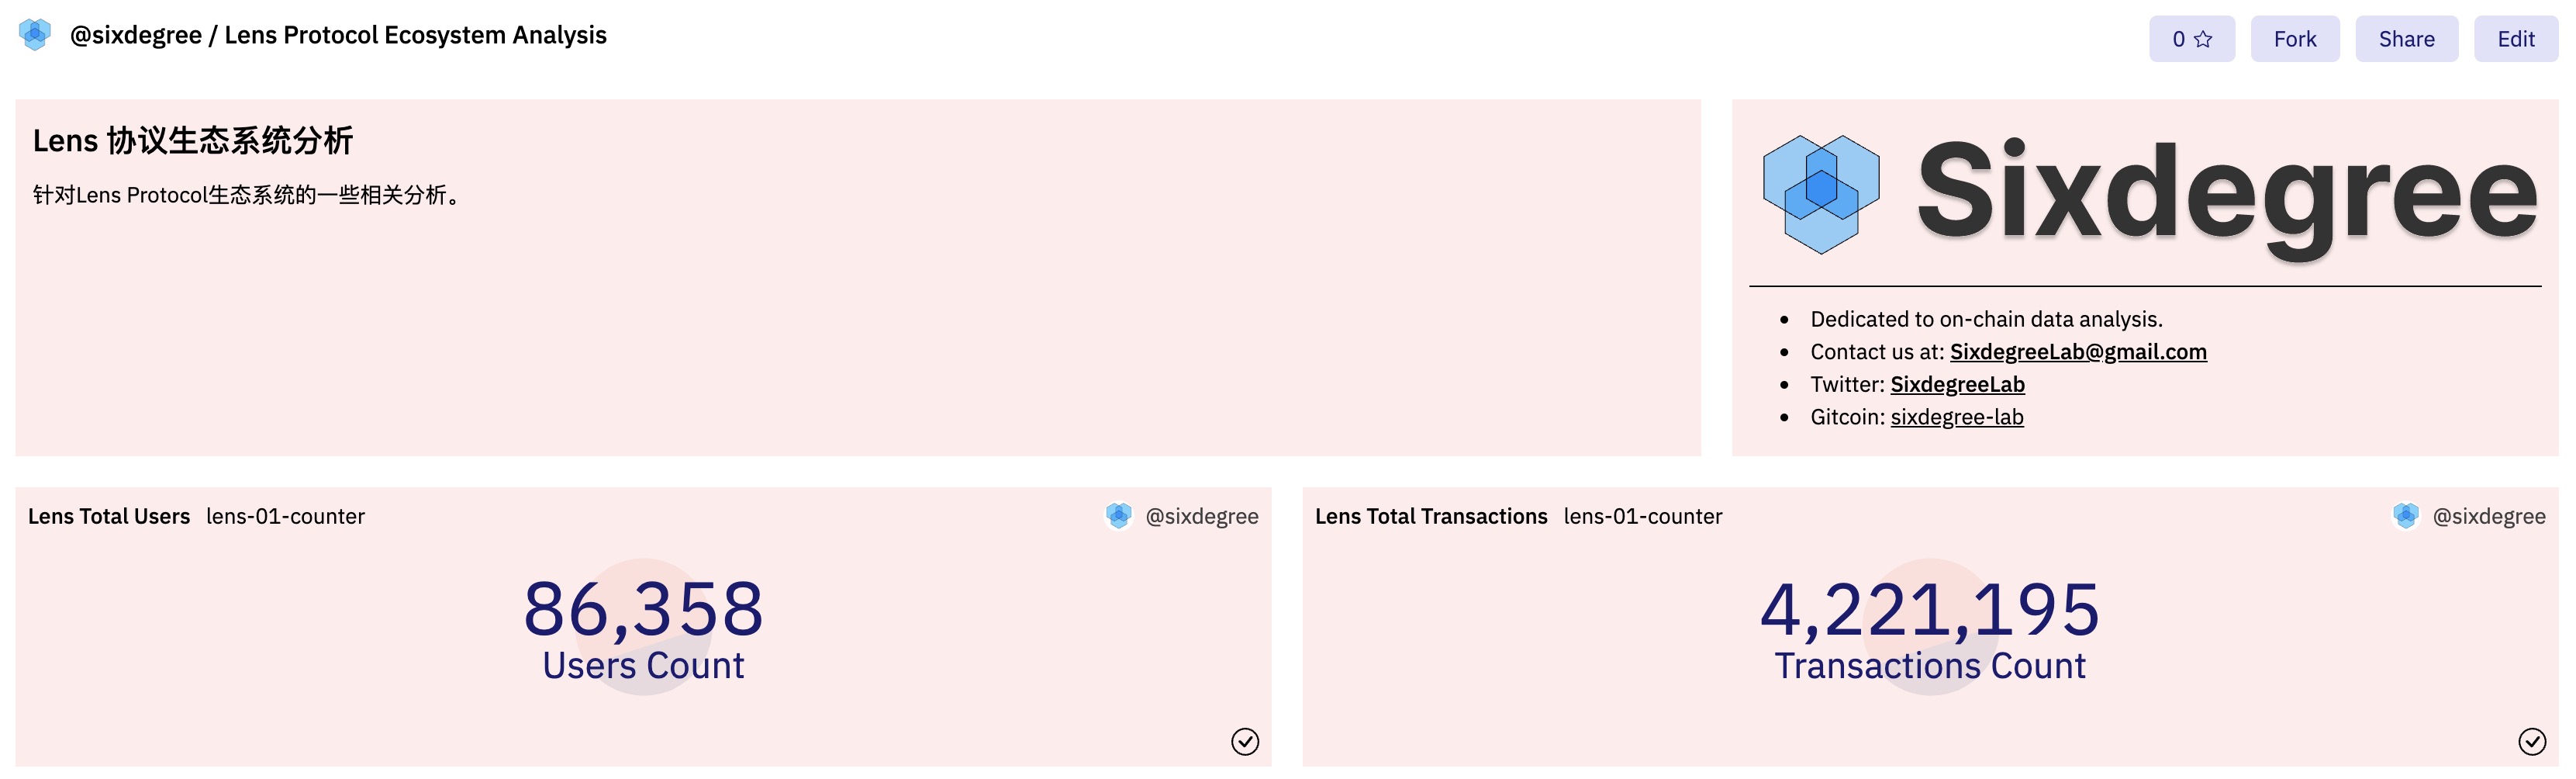 @sixdegree / Lens Protocol Ecosystem Analysis
0 Fork Share Edit
Lens 协议生态系统分析
针对Lens Protocol生态系统的一些相关分析。
Sixdegree
Dedicated to on-chain data analysis.
Contact us at: SixdegreeLab@gmail.com
Twitter: SixdegreeLab
Gitcoin: sixdegree-lab
Lens Total Users lens-01-counter @sixdegree
86,358
Users Count
Lens Total Transactions lens-01-counter @sixdegree
4,221,195
Transactions Count